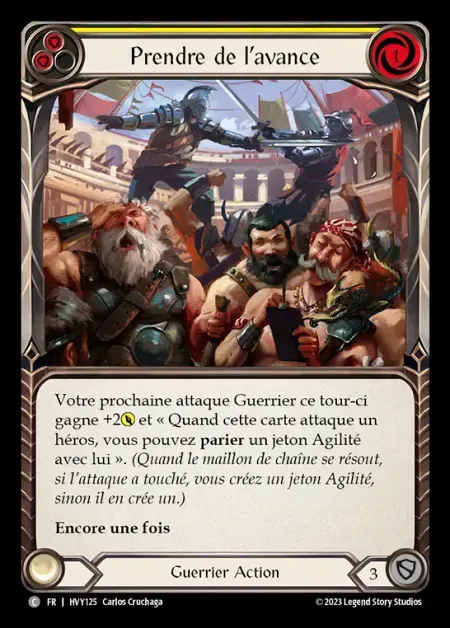 Prendre de l'avance
1
Votre prochaine attaque Guerrier ce tour-ci
gagne +2 et « Quand cette carte attaque un
héros, vous pouvez parier un jeton Agilité
avec lui ». (Quand le maillon de chaîne se résout,
si l'attaque a touché, vous créez un jeton Agilité,
sinon il en crée un.)
Encore une fois
Guerrier Action
3
C FR | HVY125 Carlos Cruchaga
© 2023 Legend Story Studios